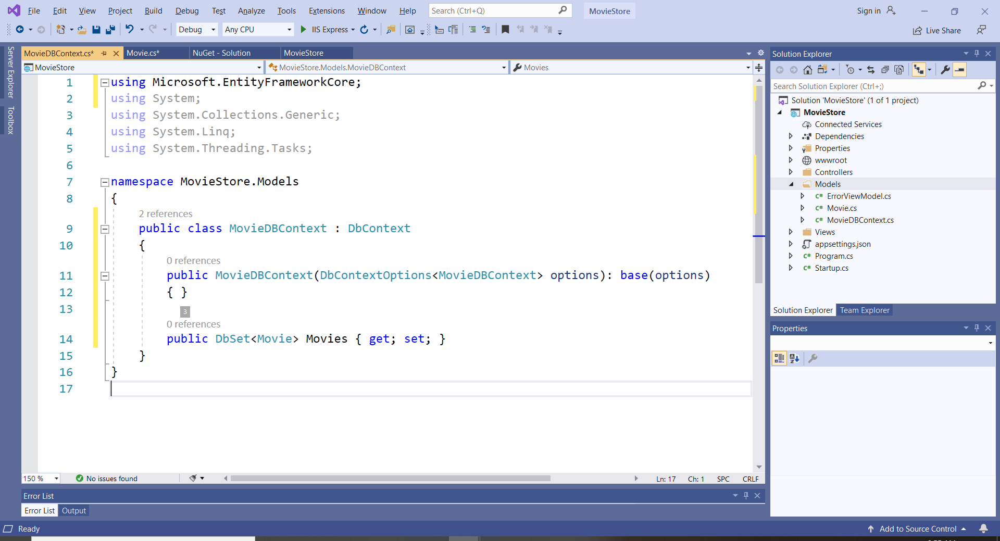 File Edit View Project Build Debug Test Analyze Tools Extensions Window Help Search (Ctrl+Q) MovieStore Sign in
Debug Any CPU IIS Express Live Share
Server Explorer
Toolbox
MovieDBContext.cs* Movie.cs* NuGet - Solution MovieStore
MovieStore MovieStore.Models.MovieDBContext Movies
1 using Microsoft.EntityFrameworkCore;
2 using System;
3 using System.Collections.Generic;
4 using System.Linq;
5 using System.Threading.Tasks;
6
7 namespace MovieStore.Models
8 {
2 references
9 public class MovieDBContext : DbContext
10 {
0 references
11 public MovieDBContext(DbContextOptions<MovieDBContext> options): base(options)
12 { }
13
3
0 references
14 public DbSet<Movie> Movies { get; set; }
15 }
16 }
17
150 % No issues found Ln: 17 Ch: 1 SPC CRLF
Error List
Error List Output
Solution Explorer
Search Solution Explorer (Ctrl+;)
Solution 'MovieStore' (1 of 1 project)
MovieStore
Connected Services
Dependencies
Properties
wwwroot
Controllers
Models
C# ErrorViewModel.cs
C# Movie.cs
C# MovieDBContext.cs
Views
appsettings.json
C# Program.cs
C# Startup.cs
Solution Explorer Team Explorer
Properties
Ready Add to Source Control